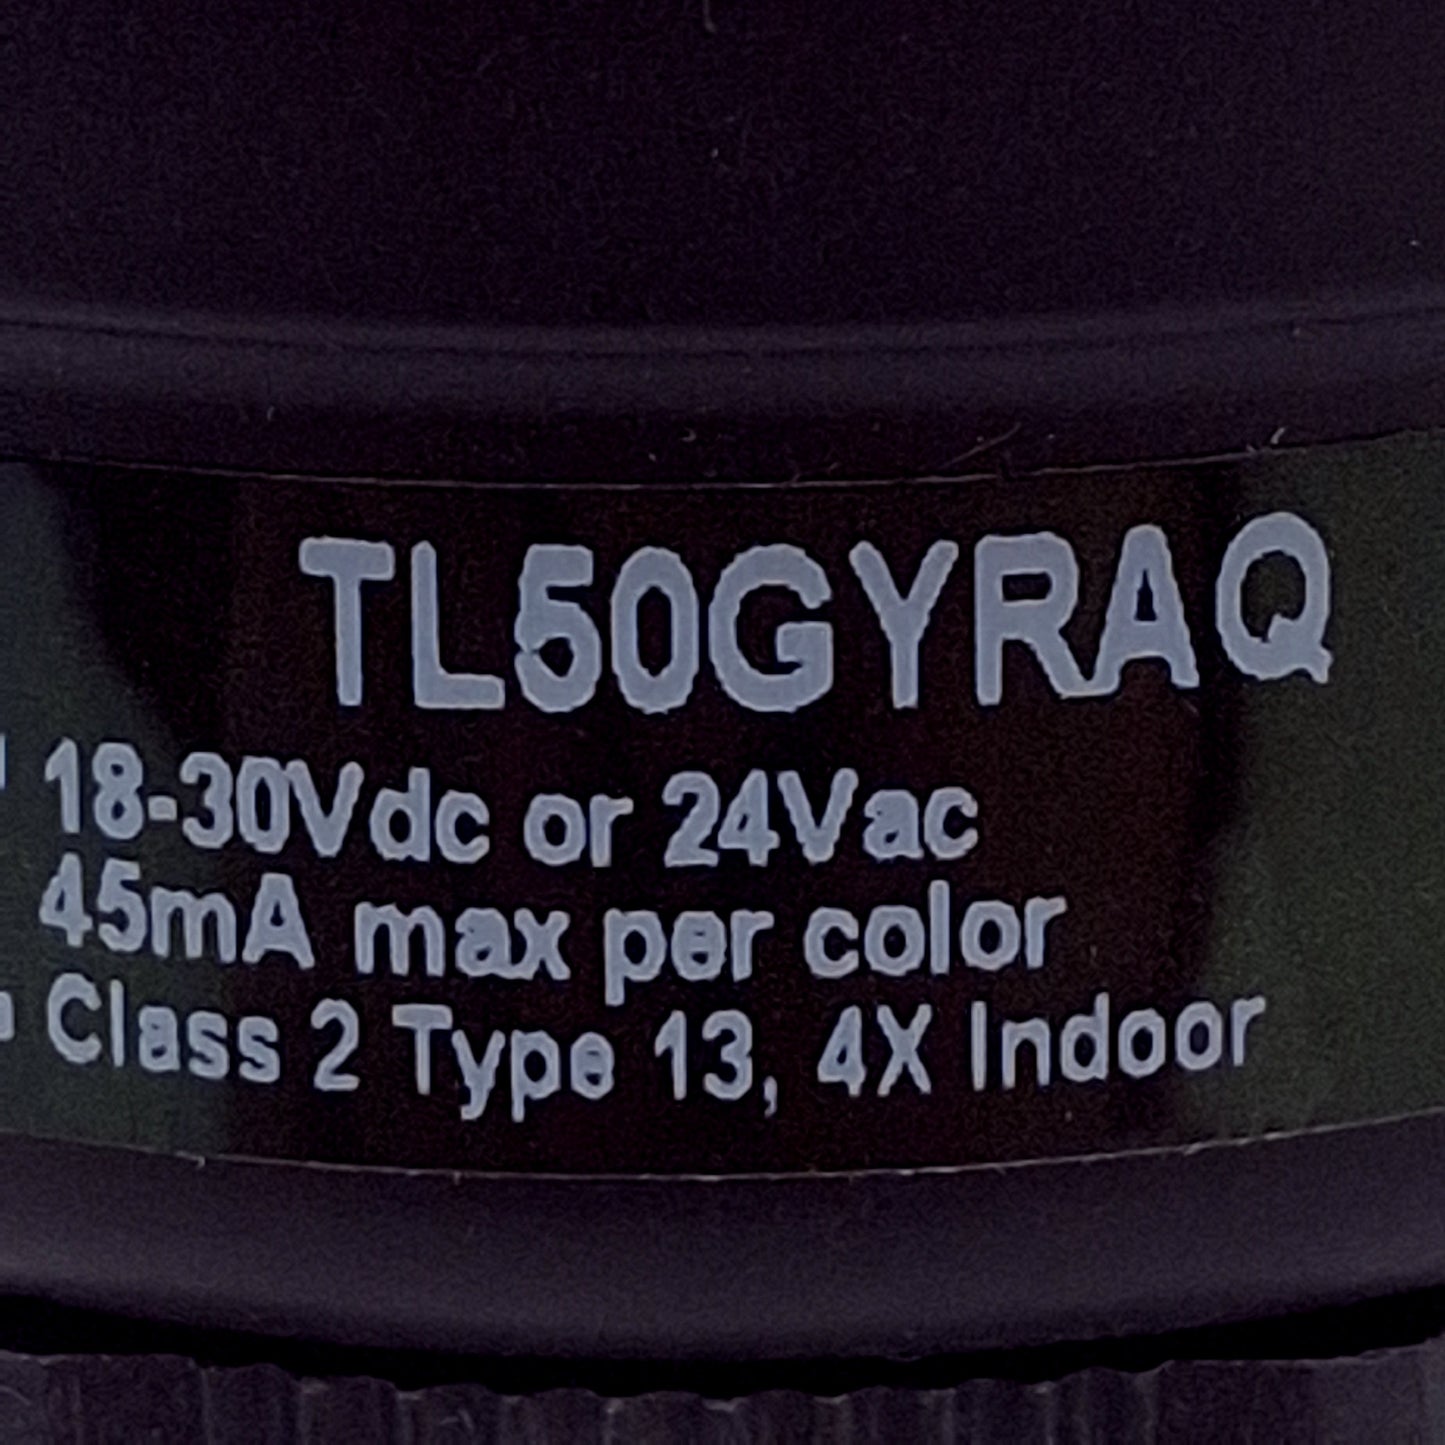 TL50GYRAQ
18-30Vdc or 24Vac
45mA max per color
Class 2 Type 13, 4X Indoor